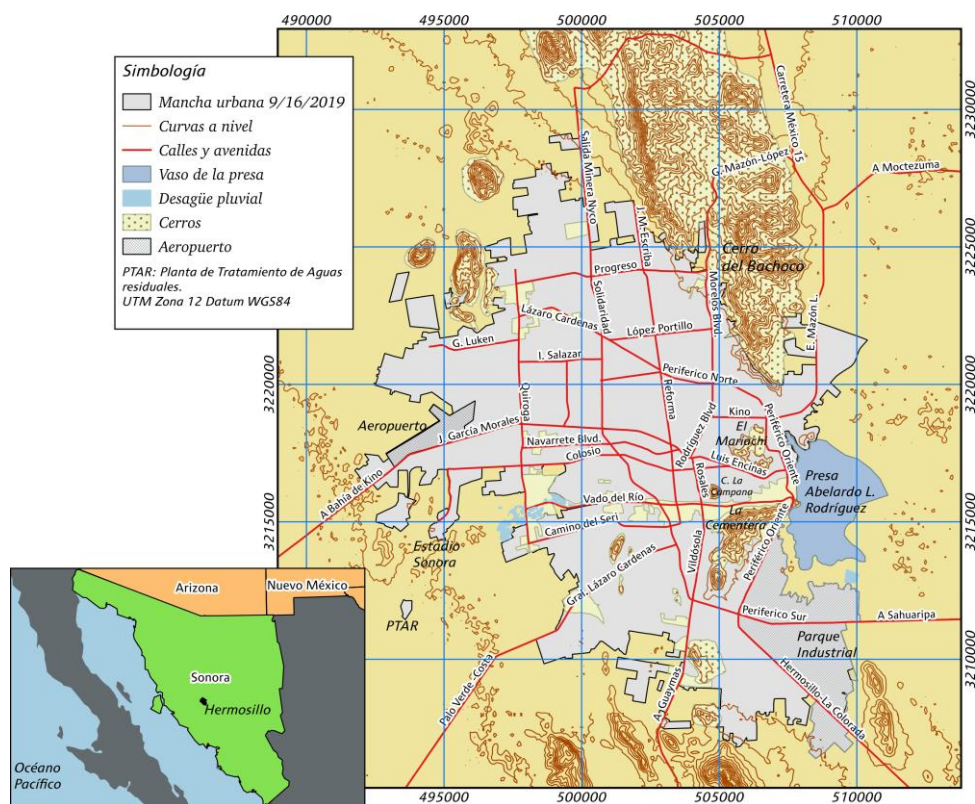 490000
495000
500000
505000
510000
Simbología
Mancha urbana 9/16/2019
Curvas a nivel
Calles y avenidas
Vaso de la presa
Desagüe pluvial
Cerros
Aeropuerto
PTAR: Planta de Tratamiento de Aguas
residuales.
UTM Zona 12 Datum WGS84
3230000
3225000
3220000
3215000
3210000
Carretera México 15
Salida Minera Nyco
G. Mazón-López
A Moctezuma
J. M. Escriba
Cerro
del Bachoco
Progreso
Solidaridad
Morelos Blvd.
E. Mazón L.
Lázaro Cardenas
López Portillo
G. Luken
I. Salazar
3220000
Periferico Norte
Quiroga
Reforma
Rodríguez Blvd
Kino
El
Mariachi
Periférico Oriente
Aeropuerto
J. García Morales
Navarrete Blvd.
Colosio
Luis Encinas
Rosales
C. La
Campana
Presa
Abelardo L.
Rodríguez
A Bahía de Kino
Vado del Río
La
Cementera
3215000
Camino del Seri
Estadio
Sonora
Vildósola
Periférico Oriente
Gral. Lázaro Cardenas
PTAR
Periferico Sur
A Sahuaripa
Parque
Industrial
Palo Verde-Costa
A. Guaymas
Hermosillo-La Colorada
Arizona
Nuevo México
Sonora
Hermosillo
Océano
Pacífico
495000
500000
505000
510000